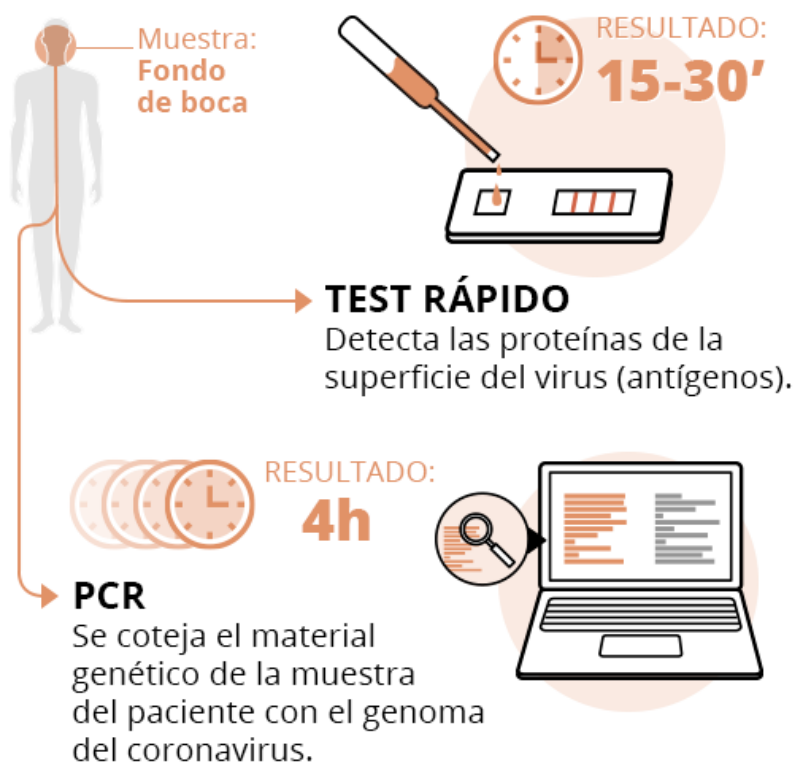 Muestra:
Fondo
de boca
RESULTADO:
15-30’
TEST RÁPIDO
Detecta las proteínas de la
superficie del virus (antígenos).
RESULTADO:
4h
PCR
Se coteja el material
genético de la muestra
del paciente con el genoma
del coronavirus.